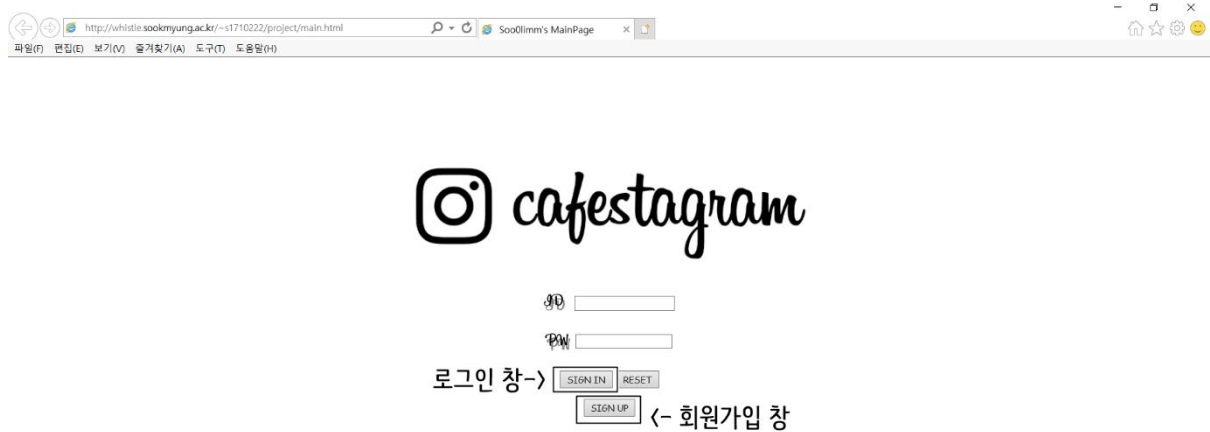 http://whistle.sookmyung.ac.kr/~s1710222/project/main.html
Soo0limm's MainPage
파일(F) 편집(E) 보기(V) 즐겨찾기(A) 도구(T) 도움말(H)
cafestagram
ID
PW
로그인 창-> SIGN IN RESET
SIGN UP <- 회원가입 창